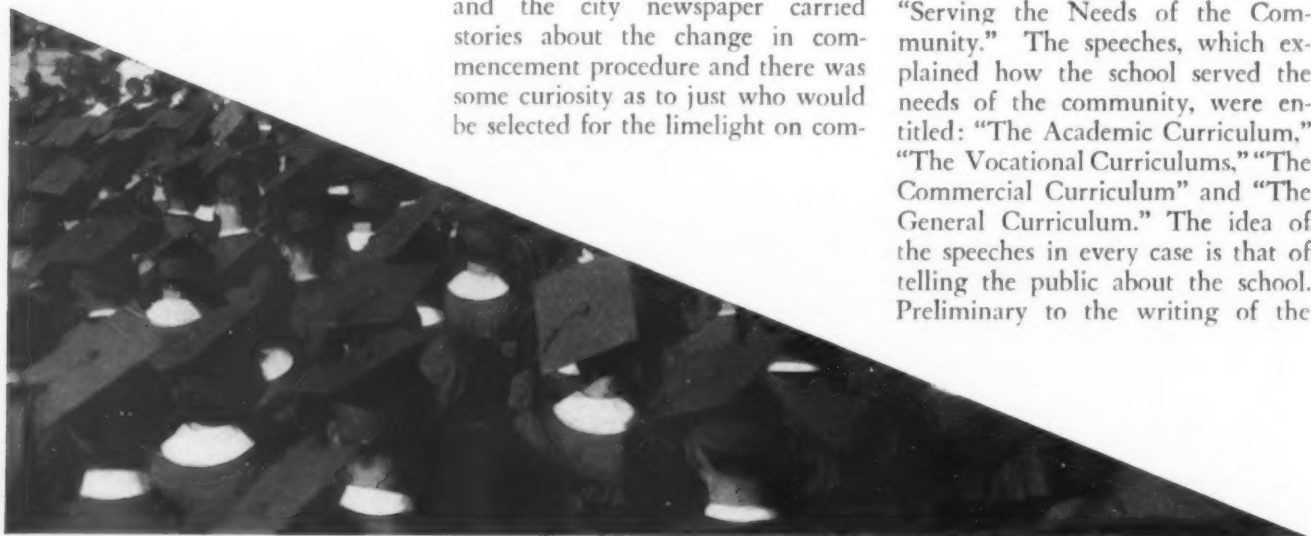 and the city newspaper carried
stories about the change in com-
mencement procedure and there was
some curiosity as to just who would
be selected for the limelight on com-
“Serving the Needs of the Com-
munity.” The speeches, which ex-
plained how the school served the
needs of the community, were en-
titled: “The Academic Curriculum,”
“The Vocational Curriculums,” “The
Commercial Curriculum” and “The
General Curriculum.” The idea of
the speeches in every case is that of
telling the public about the school.
Preliminary to the writing of the